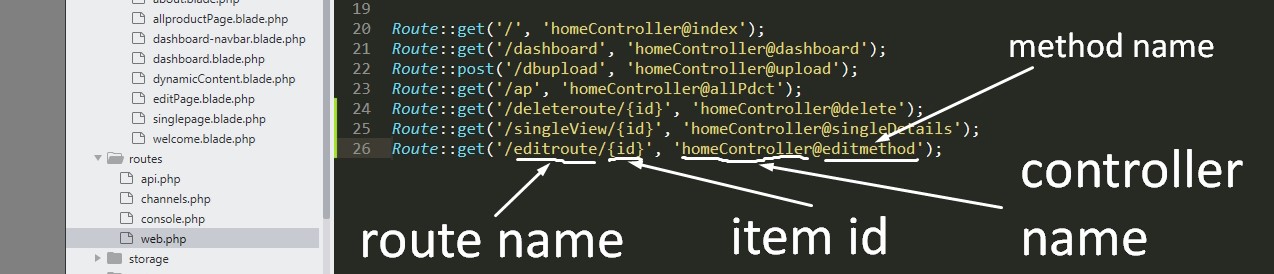 about.blade.php
allproductPage.blade.php
dashboard-navbar.blade.php
dashboard.blade.php
dynamicContent.blade.php
editPage.blade.php
singlepage.blade.php
welcome.blade.php
routes
api.php
channels.php
console.php
web.php
storage
19
20 Route::get('/', 'homeController@index');
21 Route::get('/dashboard', 'homeController@dashboard');
22 Route::post('/dbupload', 'homeController@upload');
23 Route::get('/ap', 'homeController@allPdct');
24 Route::get('/deleteroute/{id}', 'homeController@delete');
25 Route::get('/singleView/{id}', 'homeController@singleDetails');
26 Route::get('/editroute/{id}', 'homeController@editmethod');
method name
route name
item id
controller
name